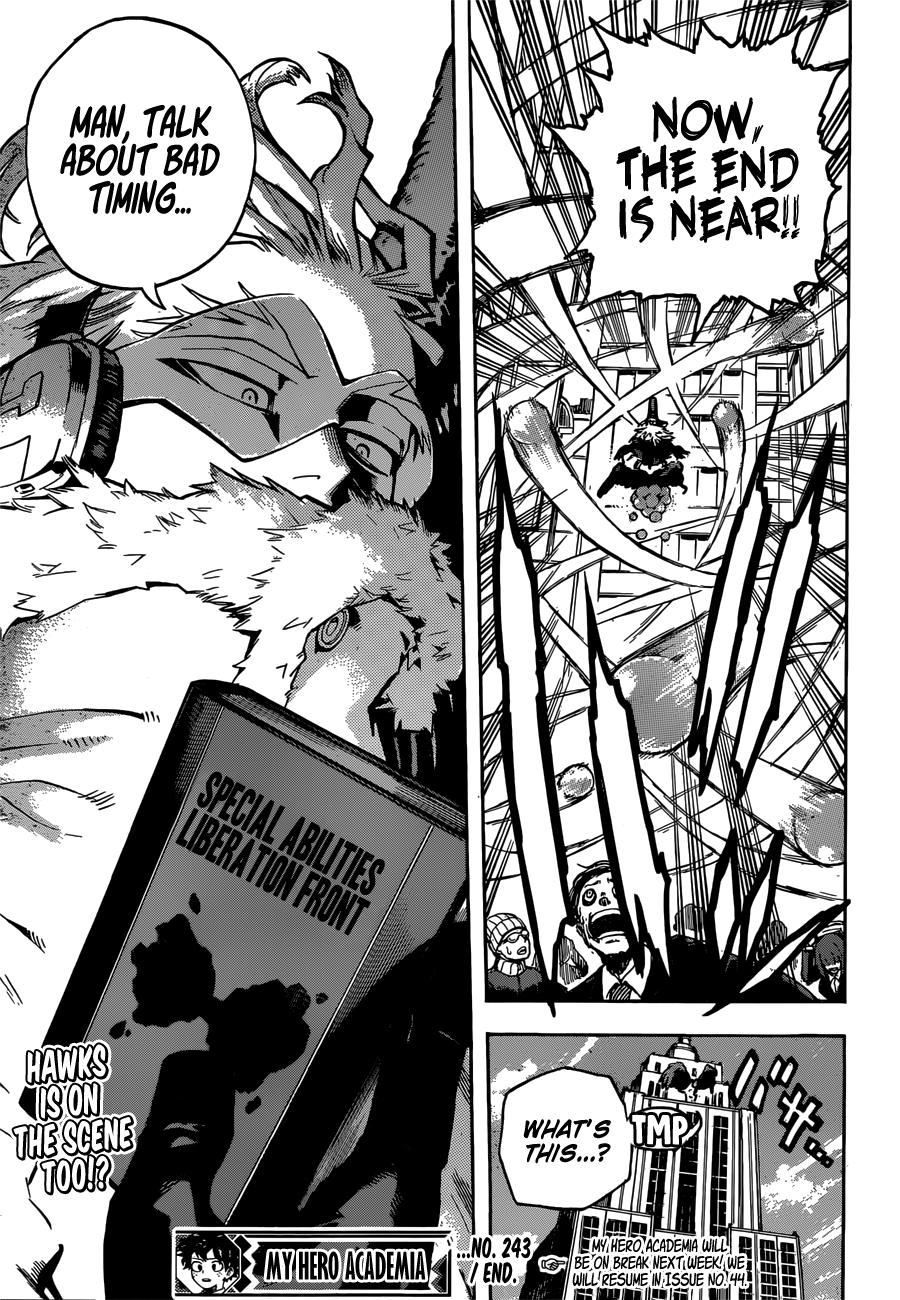 NOW,
THE END
IS NEAR!!
WHAT'S
THIS...?
TMP
バサ...
MAN, TALK
ABOUT BAD
TIMING...
SPECIAL ABILITIES
LIBERATION FRONT
HAWKS
IS ON
THE SCENE
TOO!?
MY HERO ACADEMIA
...NO. 243
/ END.
☞ MY HERO ACADEMIA WILL
BE ON BREAK NEXT WEEK! WE
WILL RESUME IN ISSUE NO. 44.